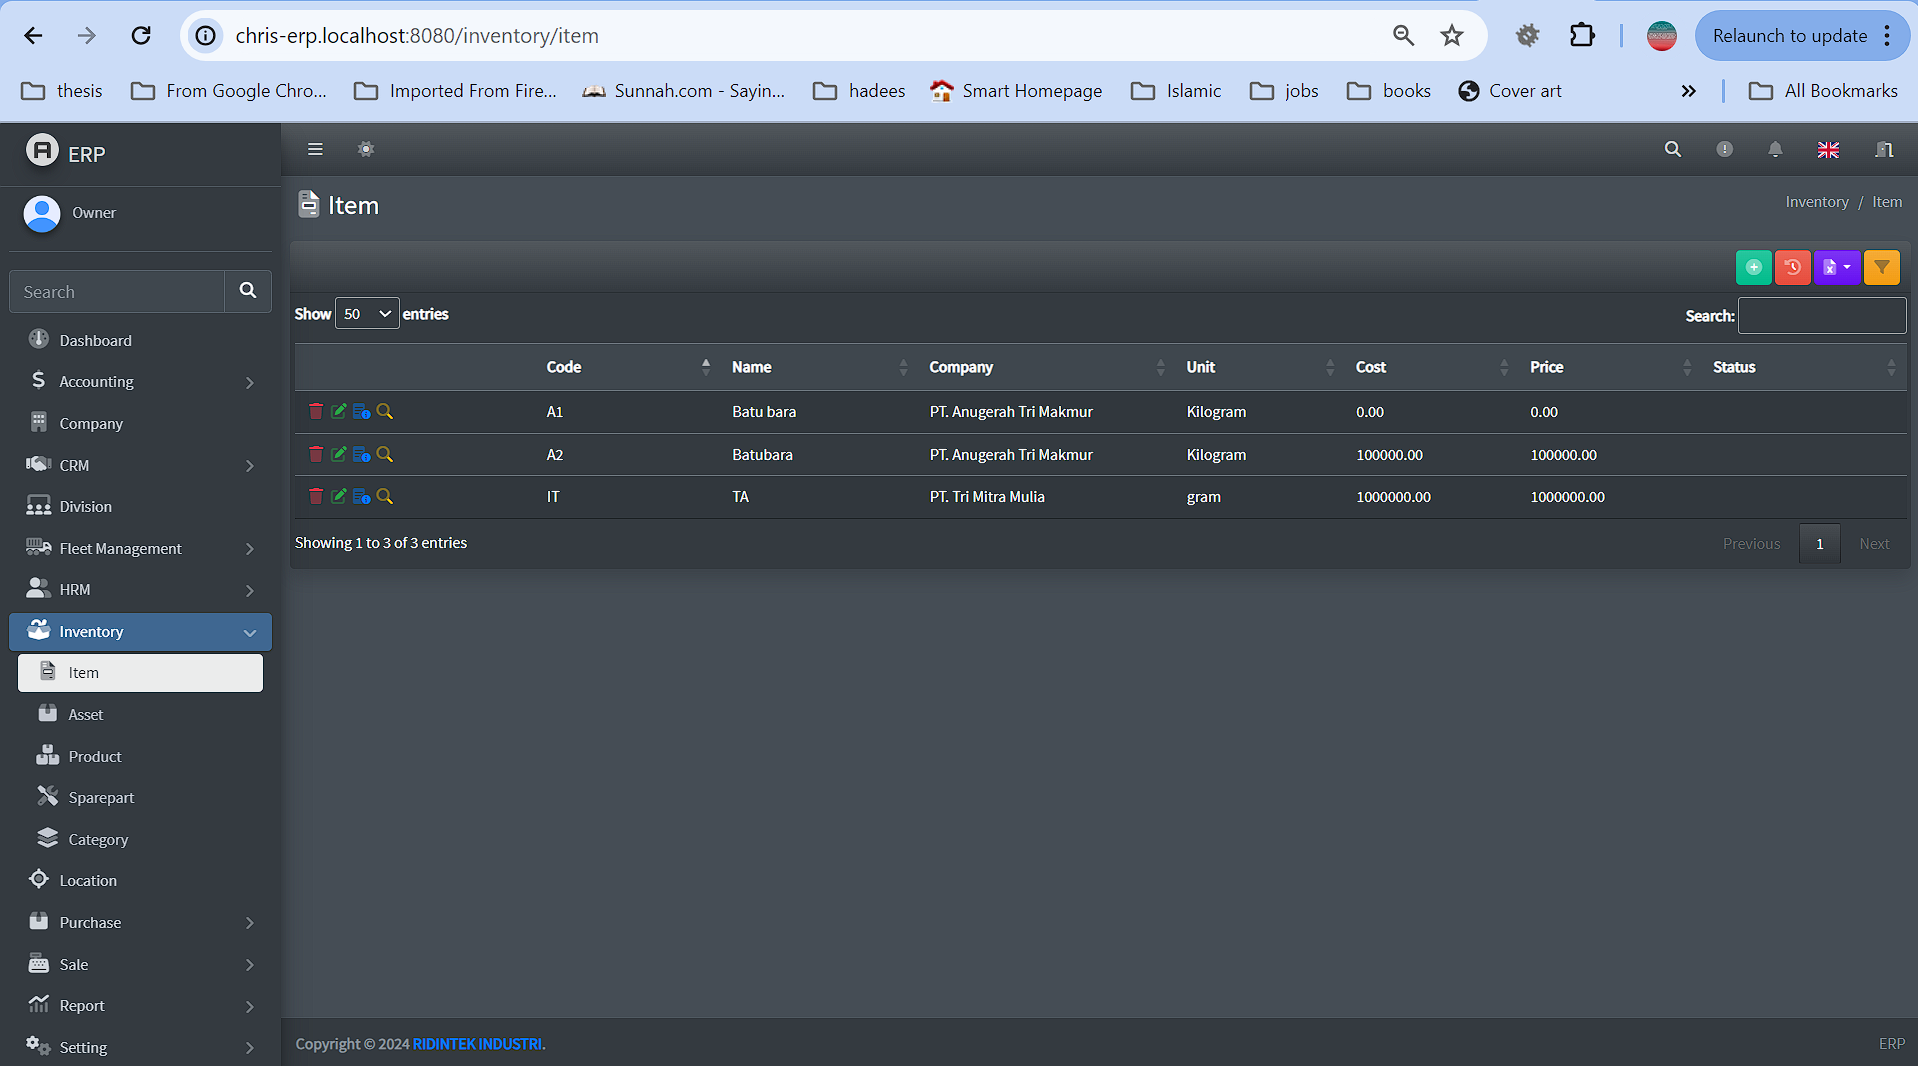 chris-erp.localhost:8080/inventory/item
Relaunch to update
thesis
From Google Chro...
Imported From Fire...
Sunnah.com - Sayin...
hadees
Smart Homepage
Islamic
jobs
books
Cover art
All Bookmarks
ERP
Owner
Search
Dashboard
Accounting
Company
CRM
Division
Fleet Management
HRM
Inventory
Item
Asset
Product
Sparepart
Category
Location
Purchase
Sale
Report
Setting
Item
Inventory / Item
Show 50 entries
Search:
Code Name Company Unit Cost Price Status
A1 Batu bara PT. Anugerah Tri Makmur Kilogram 0.00 0.00
A2 Batubara PT. Anugerah Tri Makmur Kilogram 100000.00 100000.00
IT TA PT. Tri Mitra Mulia gram 1000000.00 1000000.00
Showing 1 to 3 of 3 entries
Previous 1 Next
Copyright © 2024 RIDINTEK INDUSTRI.
ERP